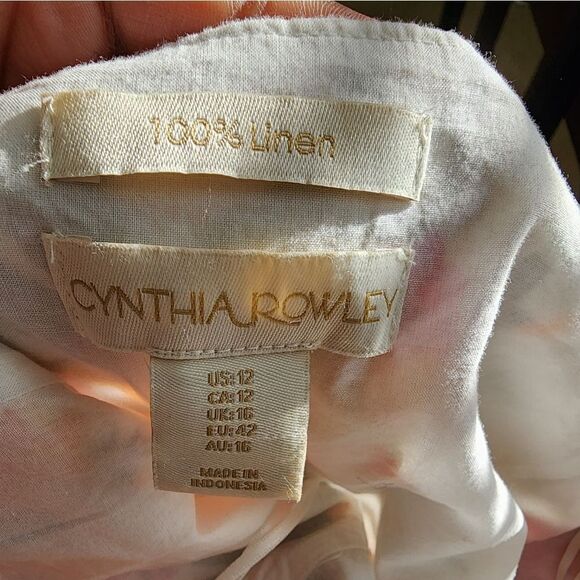 100% Linen
CYNTHIA ROWLEY
US:12
CA:12
UK:16
EU:42
AU:16
MADE IN
INDONESIA